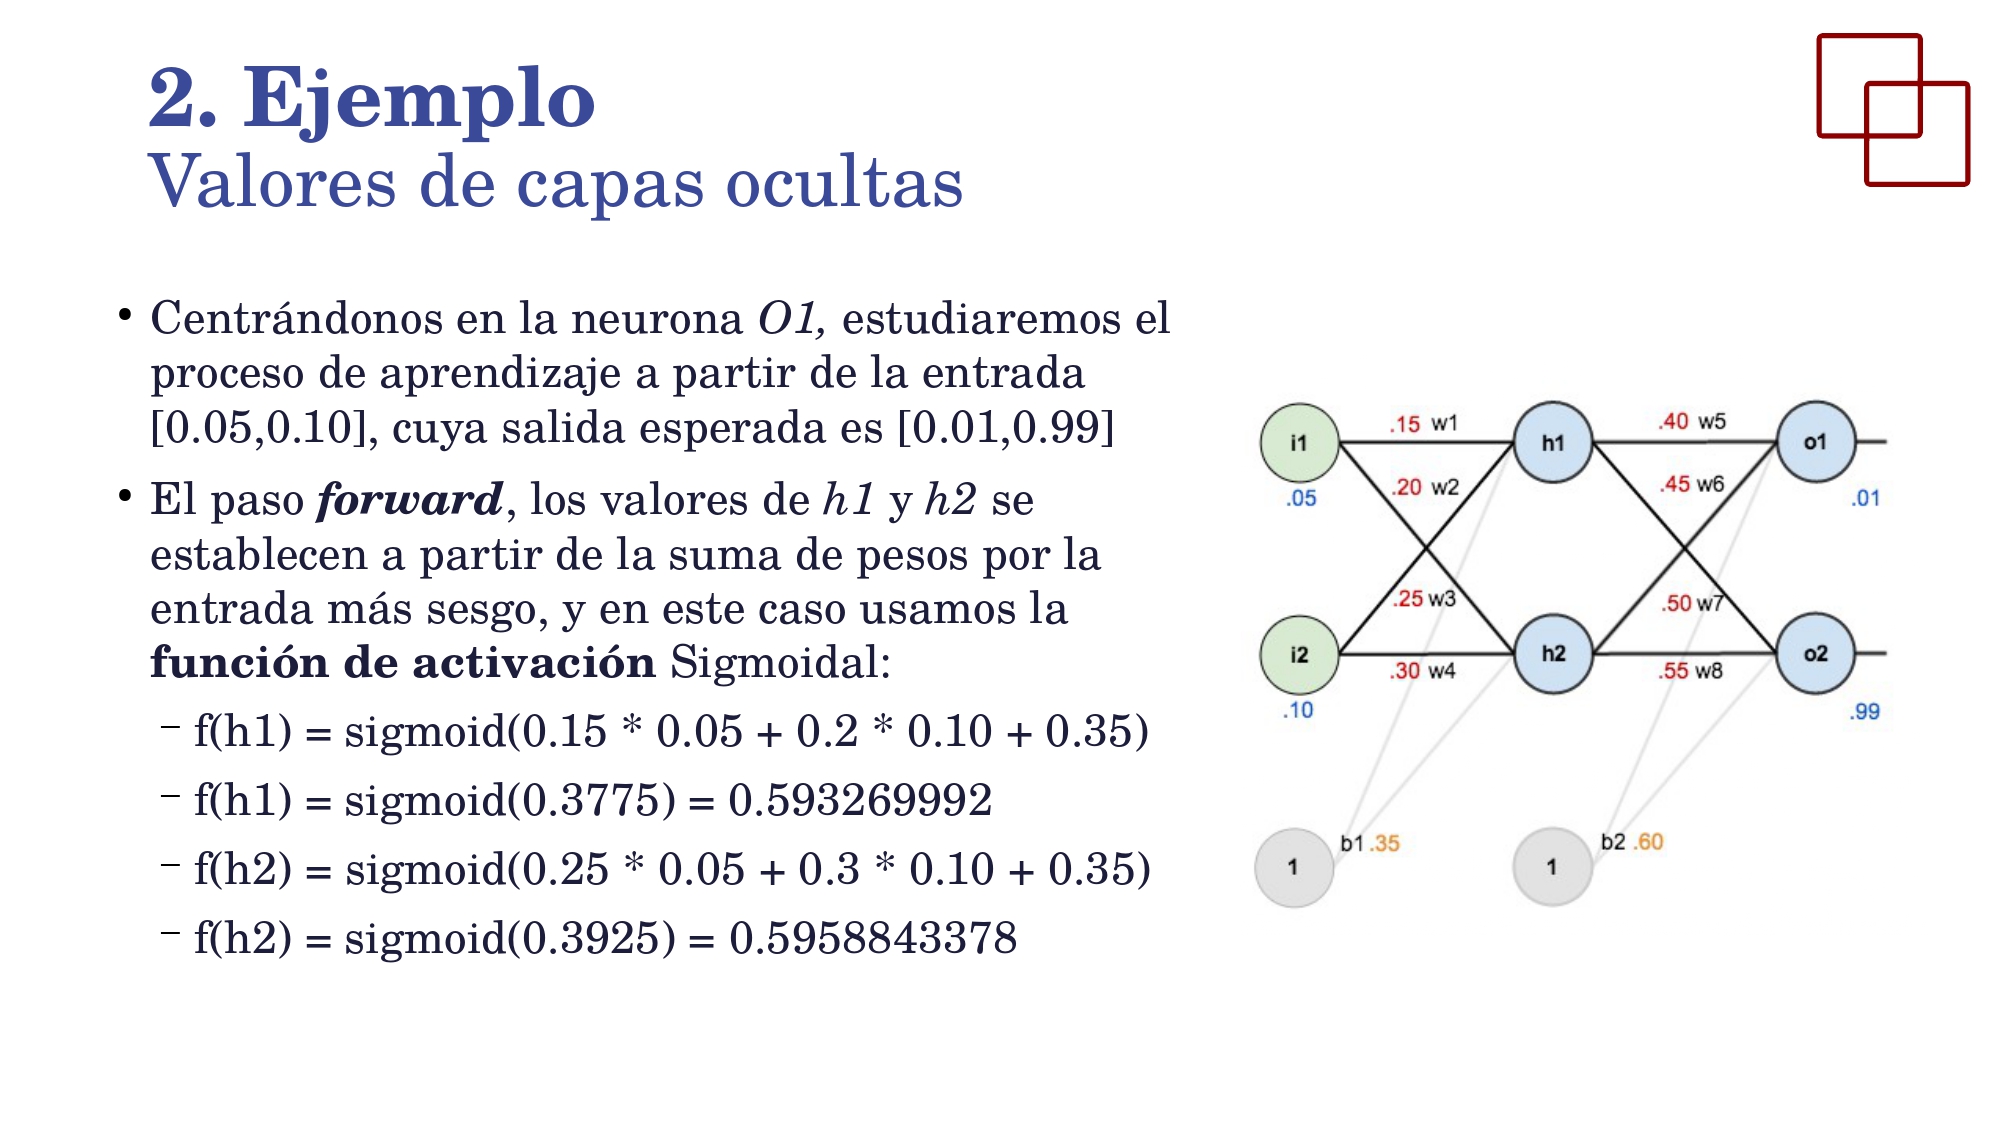 2. Ejemplo
Valores de capas ocultas
• Centrándonos en la neurona O1, estudiaremos el
proceso de aprendizaje a partir de la entrada
[0.05,0.10], cuya salida esperada es [0.01,0.99]
• El paso forward, los valores de h1 y h2 se
establecen a partir de la suma de pesos por la
entrada más sesgo, y en este caso usamos la
función de activación Sigmoidal:
– f(h1) = sigmoid(0.15 * 0.05 + 0.2 * 0.10 + 0.35)
– f(h1) = sigmoid(0.3775) = 0.593269992
– f(h2) = sigmoid(0.25 * 0.05 + 0.3 * 0.10 + 0.35)
– f(h2) = sigmoid(0.3925) = 0.5958843378
.15 w1
.40 w5
i1
h1
o1
.20 w2
.45 w6
.05
.01
.25 w3
.50 w7
i2
h2
o2
.30 w4
.55 w8
.10
.99
b1 .35
b2 .60
1
1